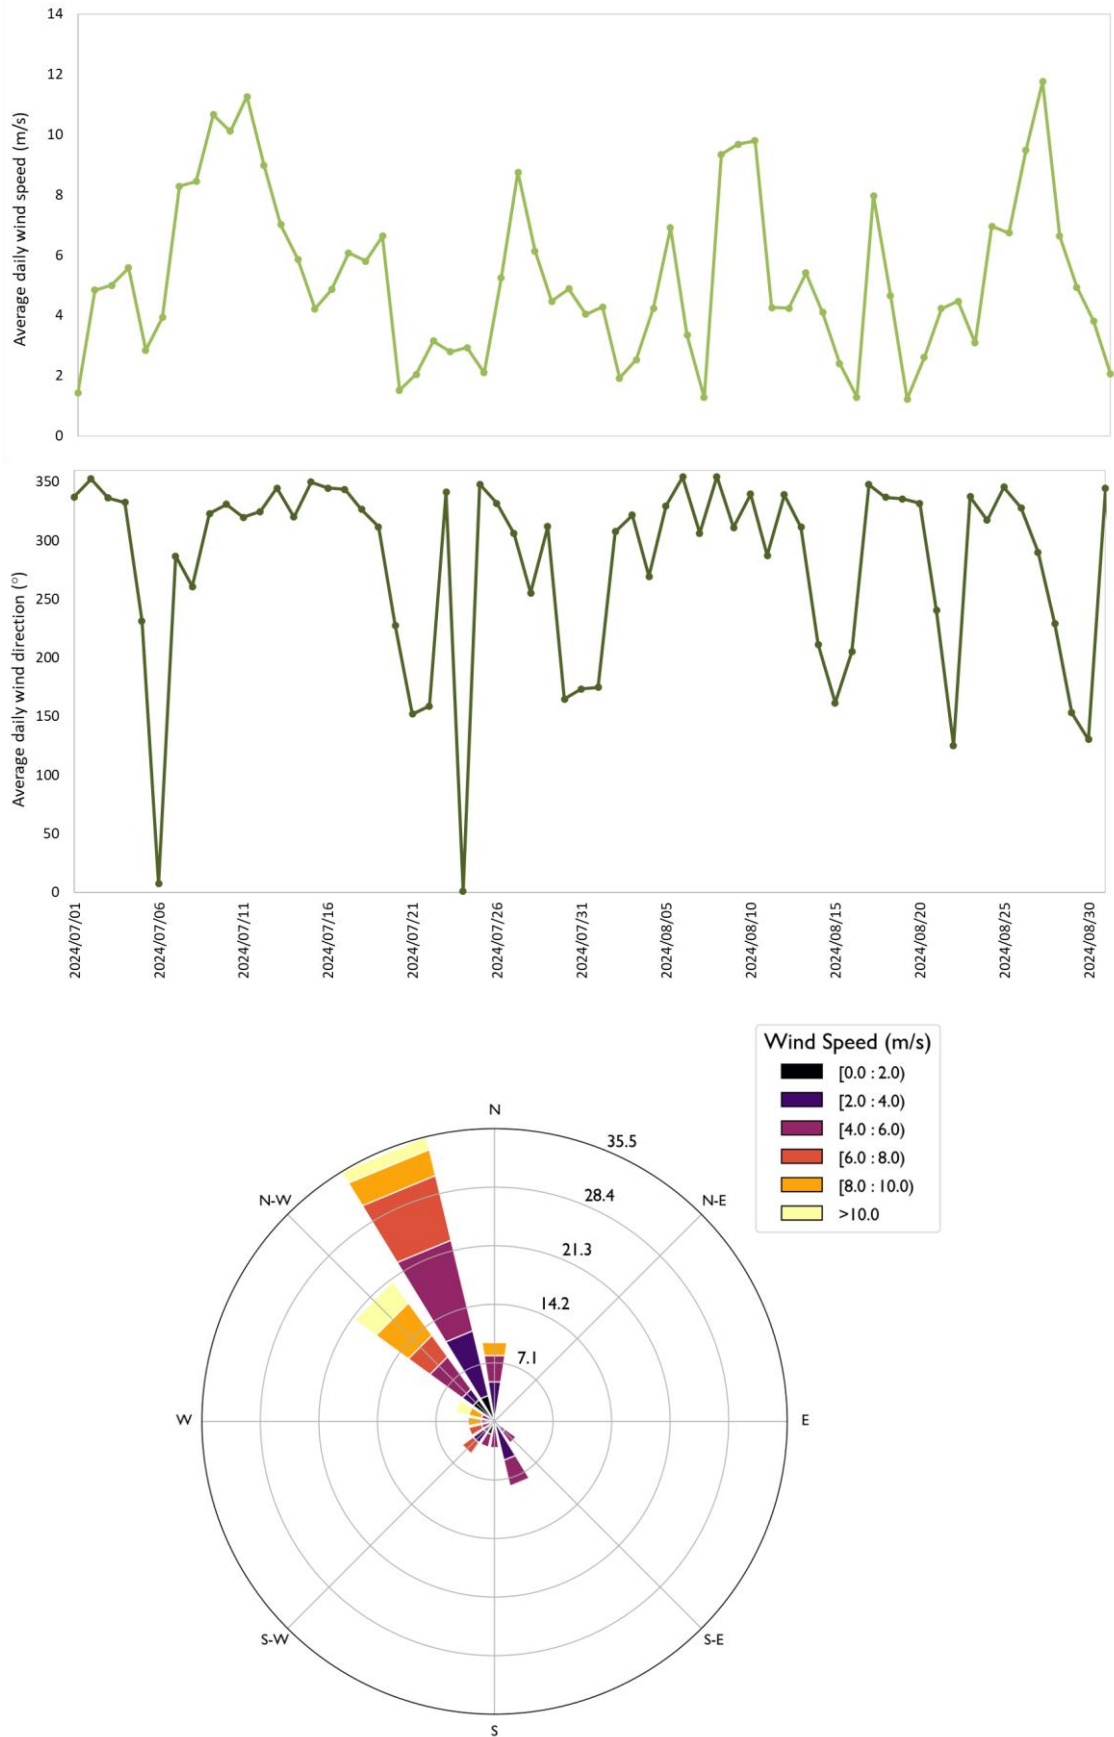 14
12
10
8
6
4
2
0
Average daily wind speed (m/s)
350
300
250
200
150
100
50
0
Average daily wind direction (°)
2024/07/01
2024/07/06
2024/07/11
2024/07/16
2024/07/21
2024/07/26
2024/07/31
2024/08/05
2024/08/10
2024/08/15
2024/08/20
2024/08/25
2024/08/30
Wind Speed (m/s)
[0.0 : 2.0)
[2.0 : 4.0)
[4.0 : 6.0)
[6.0 : 8.0)
[8.0 : 10.0)
>10.0
N
35.5
N-W
28.4
N-E
21.3
14.2
7.1
W
E
S-W
S-E
S